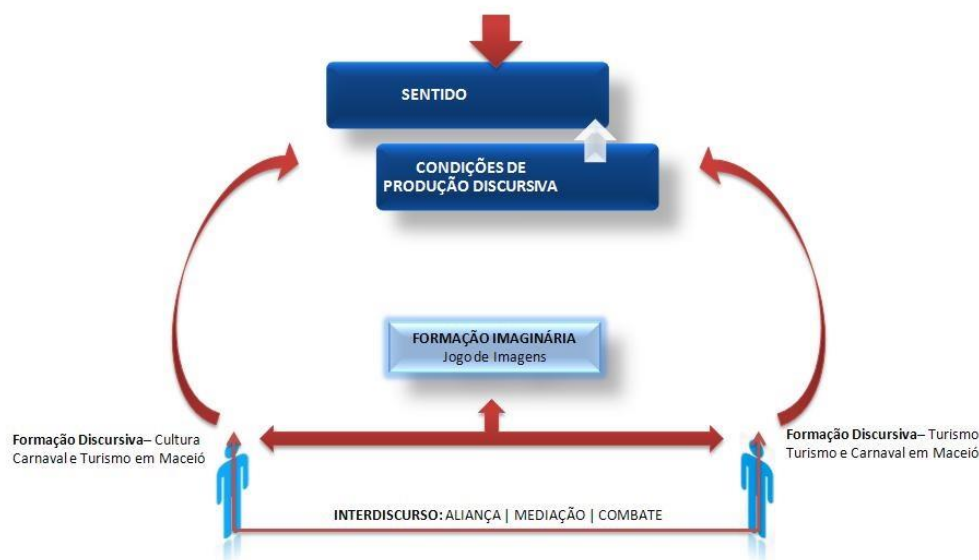 SENTIDO
CONDIÇÕES DE
PRODUÇÃO DISCURSIVA
FORMAÇÃO IMAGINÁRIA
Jogo de Imagens
Formação Discursiva– Cultura
Carnaval e Turismo em Maceió
Formação Discursiva– Turismo
Turismo e Carnaval em Maceió
INTERDISCURSO: ALIANÇA | MEDIAÇÃO | COMBATE